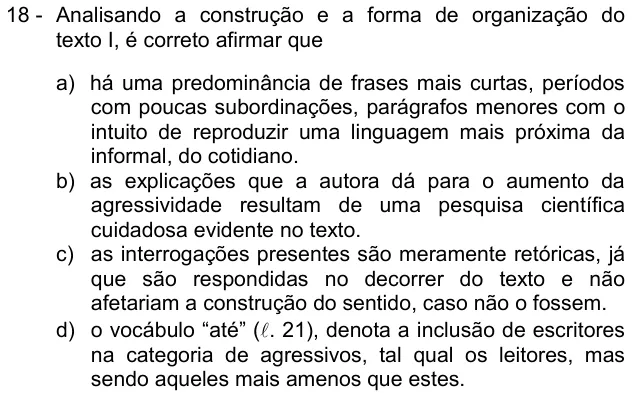 18 - Analisando a construção e a forma de organização do
texto I, é correto afirmar que
a) há uma predominância de frases mais curtas, períodos
com poucas subordinações, parágrafos menores com o
intuito de reproduzir uma linguagem mais próxima da
informal, do cotidiano.
b) as explicações que a autora dá para o aumento da
agressividade resultam de uma pesquisa científica
cuidadosa evidente no texto.
c) as interrogações presentes são meramente retóricas, já
que são respondidas no decorrer do texto e não
afetariam a construção do sentido, caso não o fossem.
d) o vocábulo “até” (ℓ. 21), denota a inclusão de escritores
na categoria de agressivos, tal qual os leitores, mas
sendo aqueles mais amenos que estes.